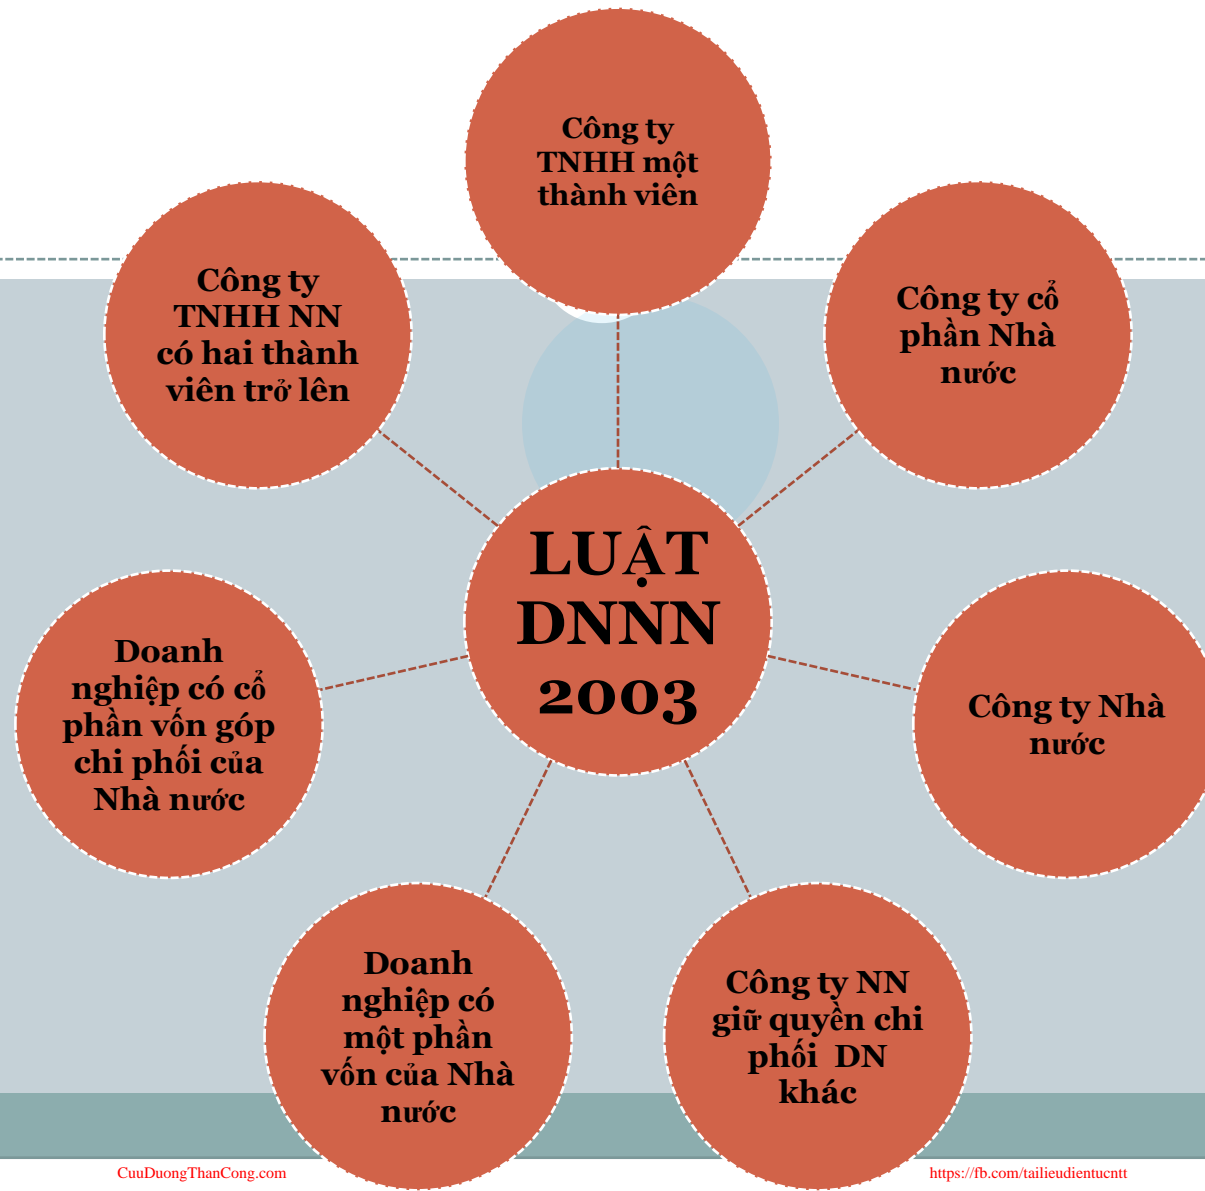 Công ty
TNHH một
thành viên
Công ty
TNHH NN
có hai thành
viên trở lên
Công ty cổ
phần Nhà
nước
LUẬT
DNNN
2003
Doanh
nghiệp có cổ
phần vốn góp
chi phối của
Nhà nước
Công ty Nhà
nước
Doanh
nghiệp có
một phần
vốn của Nhà
nước
Công ty NN
giữ quyền chi
phối DN
khác
CuuDuongThanCong.com
https://fb.com/tailieudientucntt